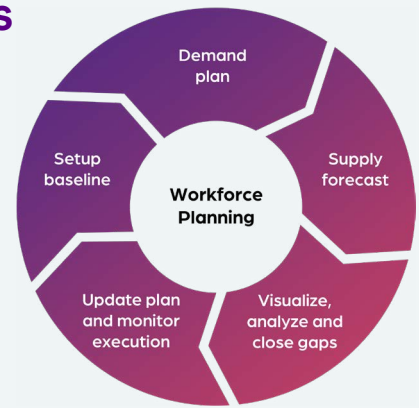 s
Demand
plan
Supply
forecast
Visualize,
analyze and
close gaps
Update plan
and monitor
execution
Setup
baseline
Workforce
Planning